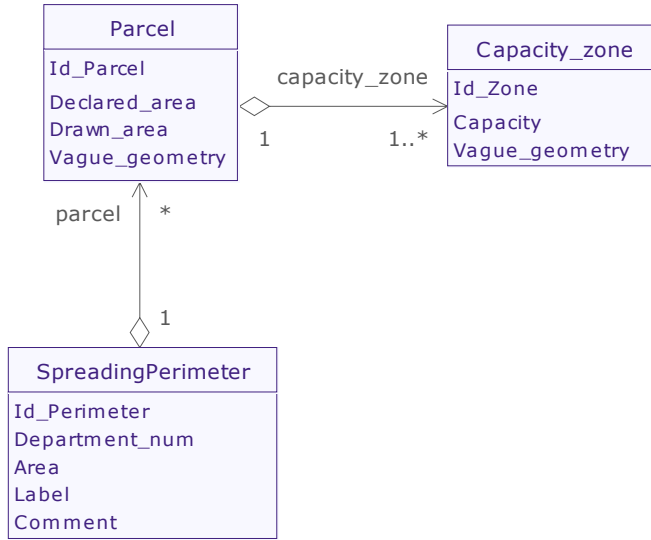 Parcel
Id_Parcel
Declared_area
Drawn_area
Vague_geometry
capacity_zone
1
1..*
Capacity_zone
Id_Zone
Capacity
Vague_geometry
parcel
*
1
SpreadingPerimeter
Id_Perimeter
Department_num
Area
Label
Comment